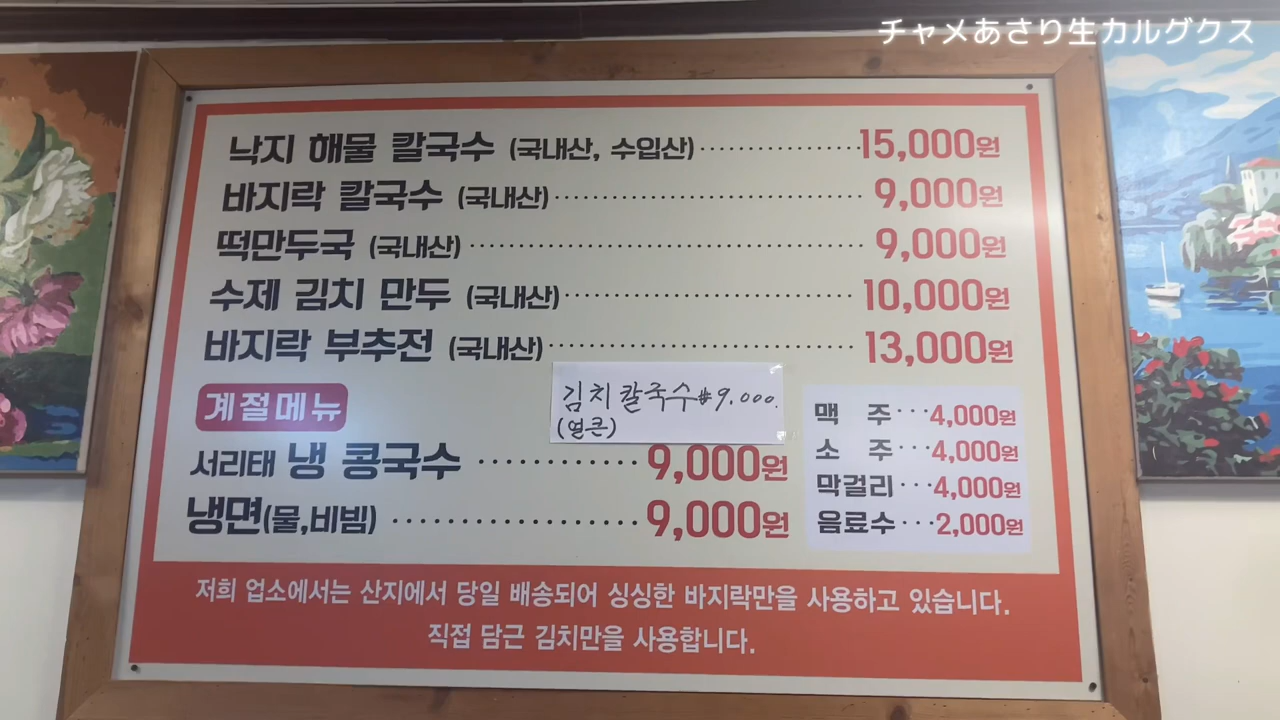 チャメあさり生カルグクス
낙지 해물 칼국수 (국내산, 수입산)··················15,000원
바지락 칼국수 (국내산)··································· 9,000원
떡만두국 (국내산)············································· 9,000원
수제 김치 만두 (국내산)································· 10,000원
바지락 부추전 (국내산)··································· 13,000원
김치칼국수₩9,000.
(얼큰)
계절메뉴
서리태 냉 콩국수 ············ 9,000원
냉면(물,비빔) ··················· 9,000원
맥 주···4,000원
소 주···4,000원
막걸리···4,000원
음료수···2,000원
저희 업소에서는 산지에서 당일 배송되어 싱싱한 바지락만을 사용하고 있습니다.
직접 담근 김치만을 사용합니다.